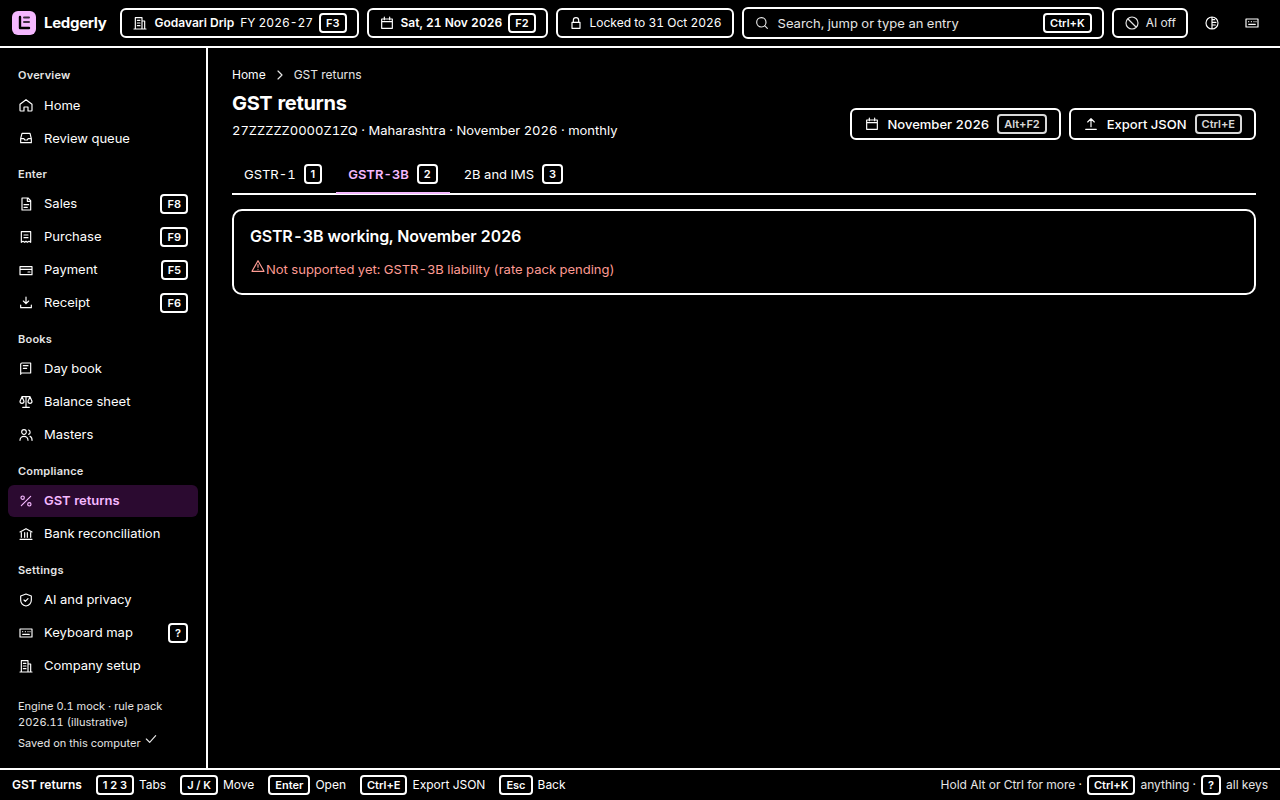 Ledgerly
Godavari Drip FY 2026-27 F3
Sat, 21 Nov 2026 F2
Locked to 31 Oct 2026
Search, jump or type an entry Ctrl+K
AI off
Overview
Home
Review queue
Enter
Sales F8
Purchase F9
Payment F5
Receipt F6
Books
Day book
Balance sheet
Masters
Compliance
GST returns
Bank reconciliation
Settings
AI and privacy
Keyboard map ?
Company setup
Engine 0.1 mock · rule pack
2026.11 (illustrative)
Saved on this computer
Home GST returns
GST returns
27ZZZZZ0000Z1ZQ · Maharashtra · November 2026 · monthly
November 2026 Alt+F2
Export JSON Ctrl+E
GSTR-1 1 GSTR-3B 2 2B and IMS 3
GSTR-3B working, November 2026
Not supported yet: GSTR-3B liability (rate pack pending)
GST returns 1 2 3 Tabs J / K Move Enter Open Ctrl+E Export JSON Esc Back
Hold Alt or Ctrl for more · Ctrl+K anything · ? all keys